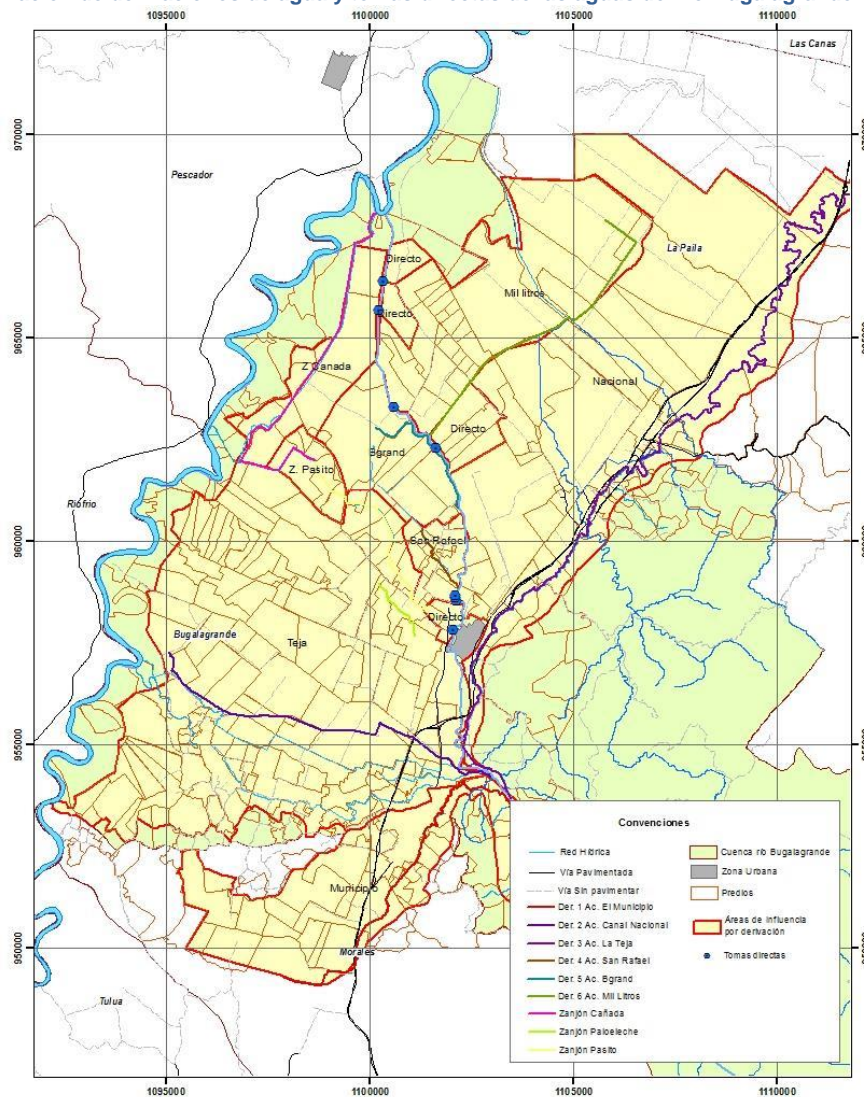 1095000 1100000 1105000 1110000
Las Canas
970000
Pescador
La Paila
Directo
Mil litros
Directo
965000
Z Canada
Nacional
Directo
Bgrand
Z. Pasito
Riofrio
960000 960000
San Rafael
Directo
Bugalagrande
Teja
955000
Convenciones
Red Hídrica
Vía Pavimentada
Vía Sin pavimentar
Der. 1 Ac. El Municipio
Der. 2 Ac. Canal Nacional
Der. 3 Ac. La Teja
Der. 4 Ac. San Rafael
Der. 5 Ac. Bgrand
Der. 6 Ac. Mil Litros
Zanjón Cañada
Zanjón Paloeleche
Zanjón Pasito
Cuenca río Bugalagrande
Zona Urbana
Predios
Áreas de influencia
por derivación
Tomas directas
Municipio
950000
Morales
Tulua
1095000 1100000 1105000 1110000